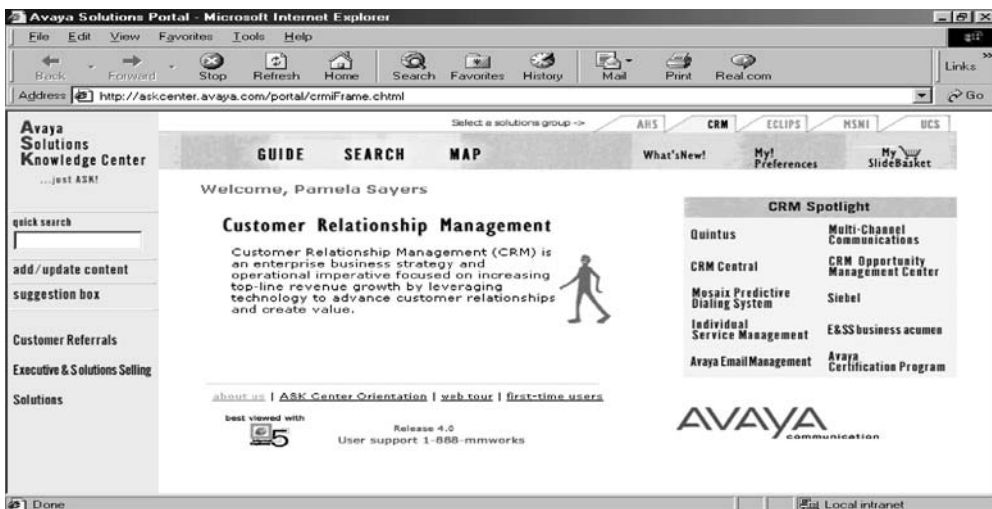 Avaya Solutions Portal - Microsoft Internet Explorer
File Edit View Favorites Tools Help
Back Forward Stop Refresh Home Search Favorites History Mail Print Real.com Links
Address http://askcenter.avaya.com/portal/crmiFrame.chtml Go
Avaya
Solutions
Knowledge Center
...just ASK!
quick search
add/update content
suggestion box
Customer Referrals
Executive & Solutions Selling
Solutions
Select a solutions group ->
AHS CRM ECLIPS MSNI UCS
GUIDE SEARCH MAP
What'sNew!
My!
Preferences
My
SlideBasket
Welcome, Pamela Sayers
Customer Relationship Management
Customer Relationship Management (CRM) is
an enterprise business strategy and
operational imperative focused on increasing
top-line revenue growth by leveraging
technology to advance customer relationships
and create value.
about us | ASK Center Orientation | web tour | first-time users
best viewed with
5
Release 4.0
User support 1-888-mmworks
CRM Spotlight
Quintus
Multi-Channel
Communications
CRM Central
CRM Opportunity
Management Center
Mosaix Predictive
Dialing System
Siebel
Individual
Service Management
E&SS business acumen
Avaya Email Management
Avaya
Certification Program
AVAYA
communication
Done
Local intranet